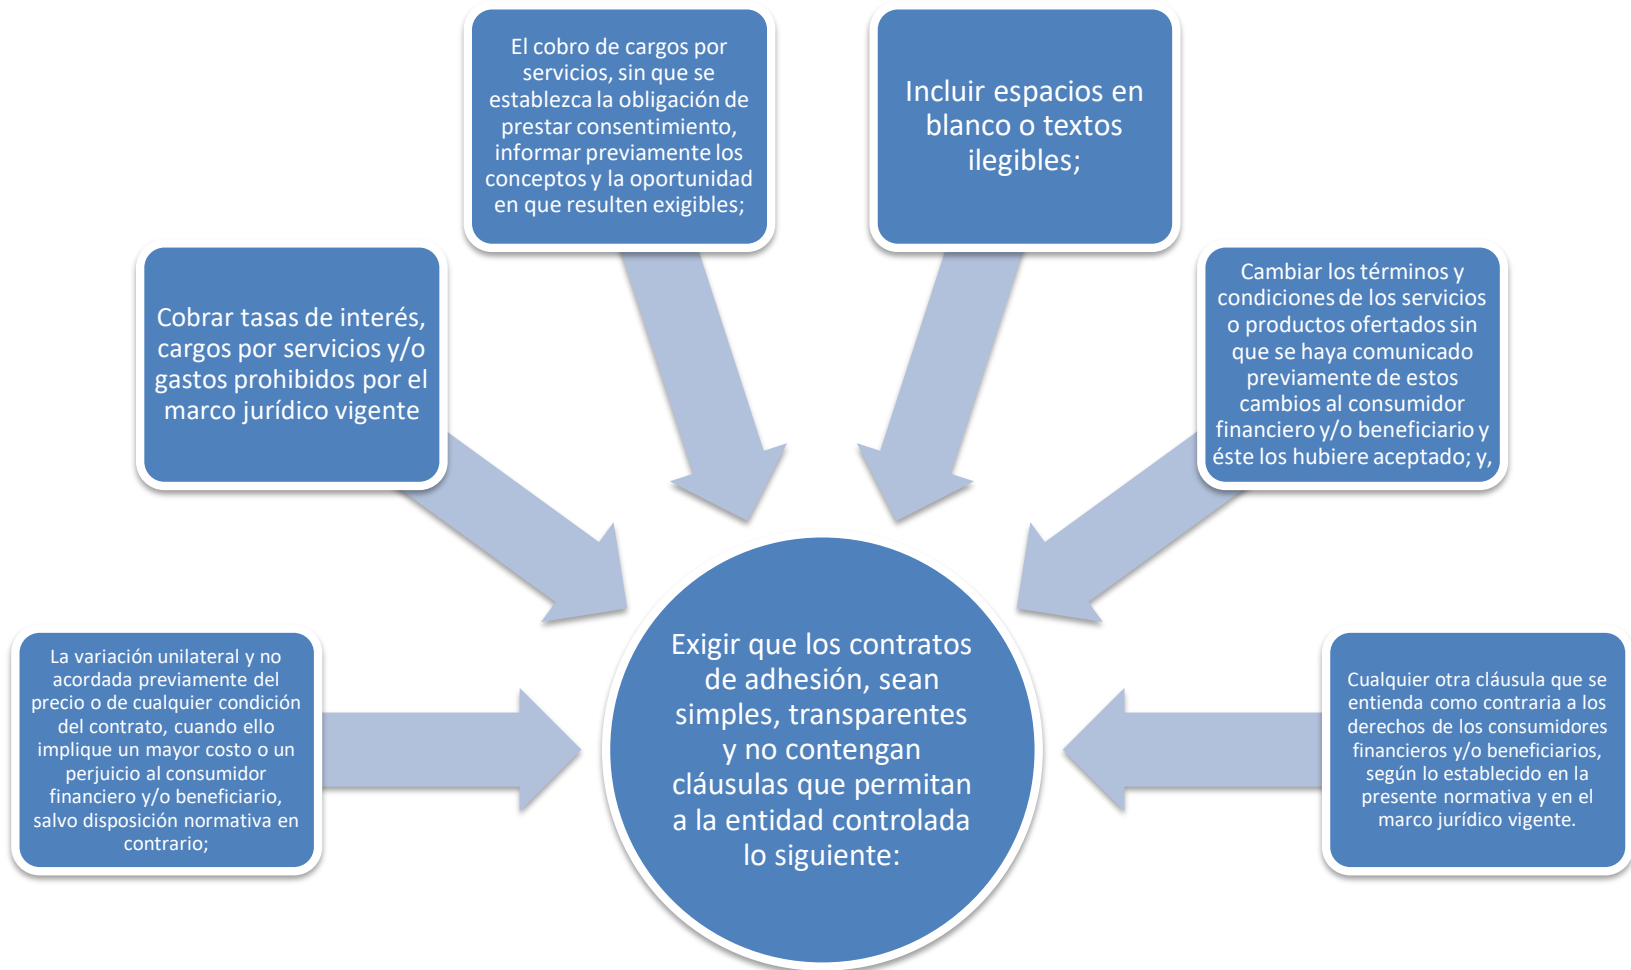 El cobro de cargos por
servicios, sin que se
establezca la obligación de
prestar consentimiento,
informar previamente los
conceptos y la oportunidad
en que resulten exigibles;
Incluir espacios en
blanco o textos
ilegibles;
Cobrar tasas de interés,
cargos por servicios y/o
gastos prohibidos por el
marco jurídico vigente
Cambiar los términos y
condiciones de los servicios
o productos ofertados sin
que se haya comunicado
previamente de estos
cambios al consumidor
financiero y/o beneficiario y
éste los hubiere aceptado; y,
La variación unilateral y no
acordada previamente del
precio o de cualquier condición
del contrato, cuando ello
implique un mayor costo o un
perjuicio al consumidor
financiero y/o beneficiario,
salvo disposición normativa en
contrario;
Exigir que los contratos
de adhesión, sean
simples, transparentes
y no contengan
cláusulas que permitan
a la entidad controlada
lo siguiente:
Cualquier otra cláusula que se
entienda como contraria a los
derechos de los consumidores
financieros y/o beneficiarios,
según lo establecido en la
presente normativa y en el
marco jurídico vigente.